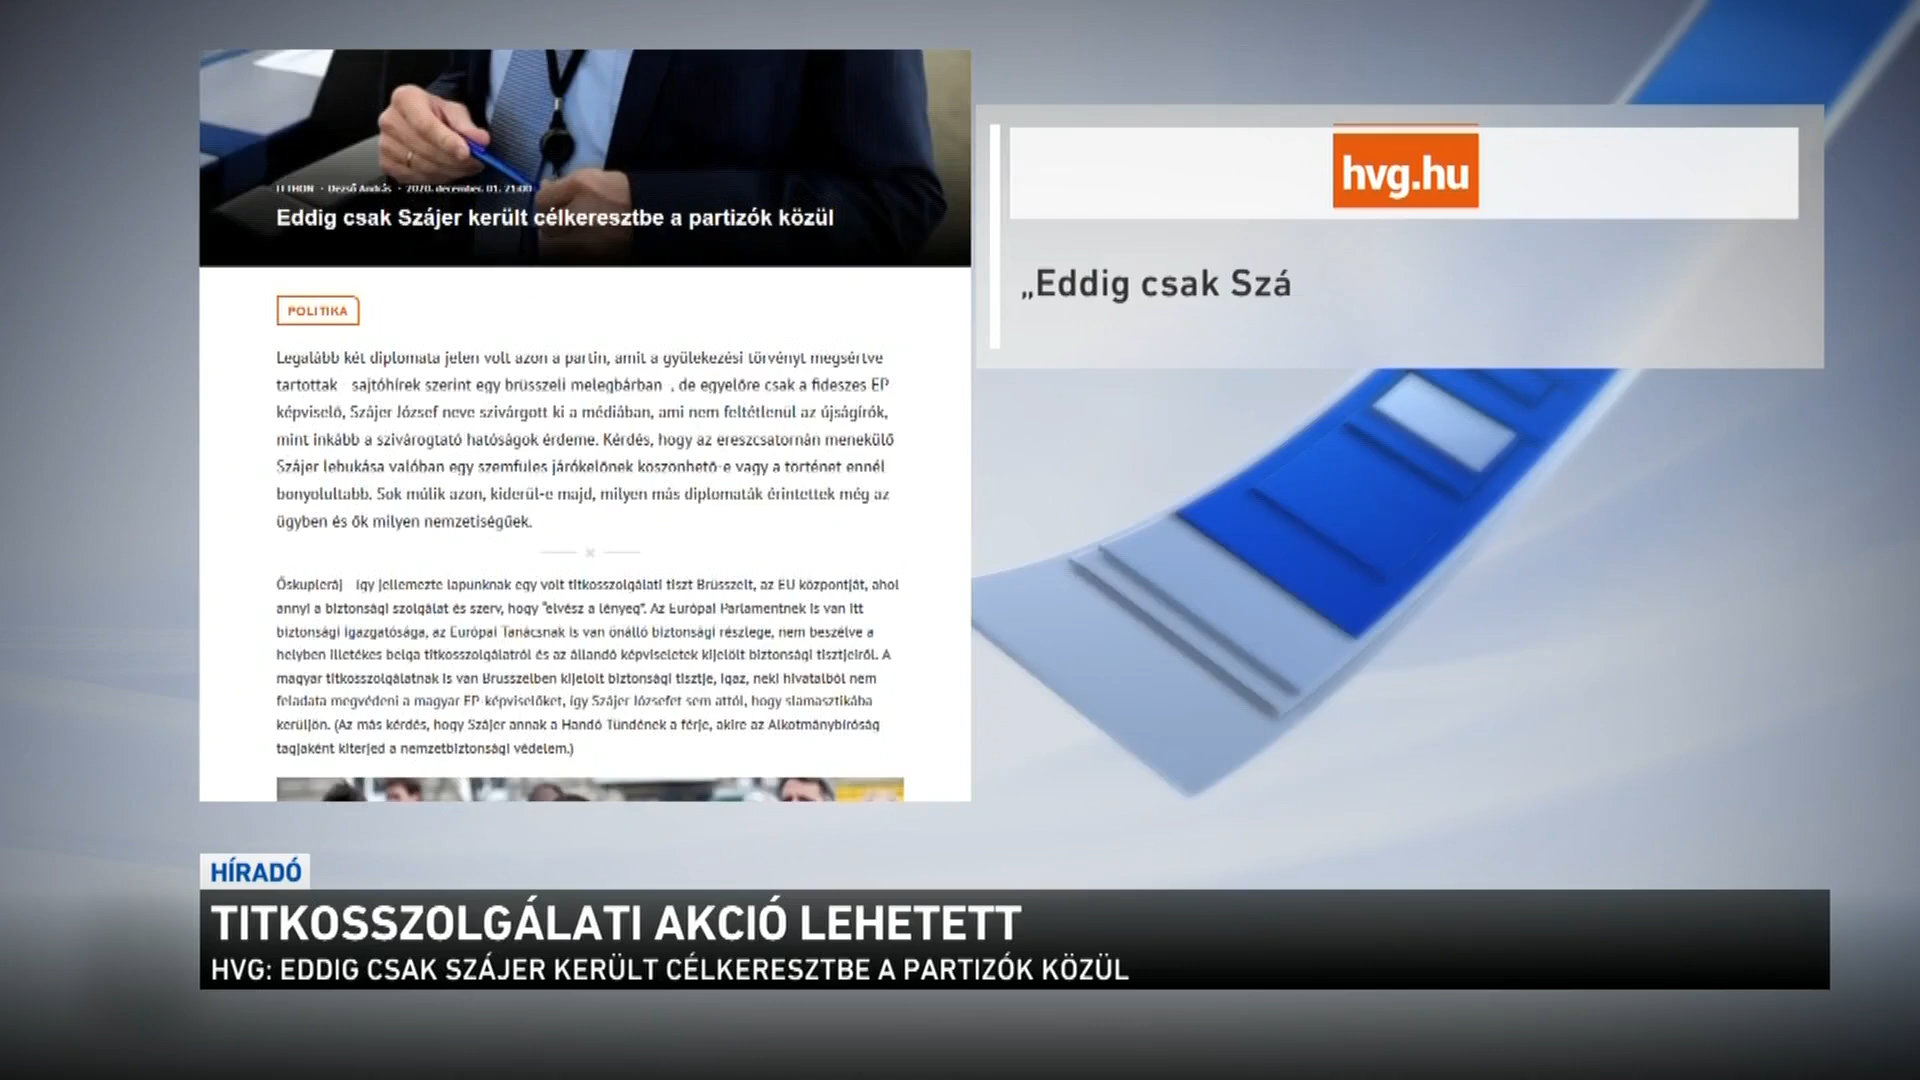 ITTHON • Dezső András • 2020. december. 01. 21:00
Eddig csak Szájer került célkeresztbe a partizók közül
POLITIKA
Legalább két diplomata jelen volt azon a partin, amit a gyülekezési törvényt megsértve
tartottak sajtóhírek szerint egy brüsszeli melegbárban , de egyelőre csak a fideszes EP
képviselő, Szájer József neve szivárgott ki a médiában, ami nem feltétlenül az újságírók,
mint inkább a szivárogtató hatóságok érdeme. Kérdés, hogy az ereszcsatornán menekülő
Szájer lebukása valóban egy szemfüles járókelőnek köszönhető-e vagy a történet ennél
bonyolultabb. Sok múlik azon, kiderül-e majd, milyen más diplomaták érintettek még az
ügyben és ők milyen nemzetiségűek.
Őskupleráj így jellemezte lapunknak egy volt titkosszolgálati tiszt Brüsszelt, az EU központját, ahol
annyi a biztonsági szolgálat és szerv, hogy "elvész a lényeg". Az Európai Parlamentnek is van itt
biztonsági igazgatósága, az Európai Tanácsnak is van önálló biztonsági részlege, nem beszélve a
helyben illetékes belga titkosszolgálatról és az állandó képviseletek kijelölt biztonsági tisztjeiről. A
magyar titkosszolgálatnak is van Brüsszelben kijelölt biztonsági tisztje, igaz, neki hivatalból nem
feladata megvédeni a magyar EP-képviselőket, így Szájer Józsefet sem attól, hogy slamasztikába
kerüljön. (Az más kérdés, hogy Szájer annak a Handó Tündének a férje, akire az Alkotmánybíróság
tagjaként kiterjed a nemzetbiztonsági védelem.)
hvg.hu
„Eddig csak Szá
HÍRADÓ
TITKOSSZOLGÁLATI AKCIÓ LEHETETT
HVG: EDDIG CSAK SZÁJER KERÜLT CÉLKERESZTBE A PARTIZÓK KÖZÜL